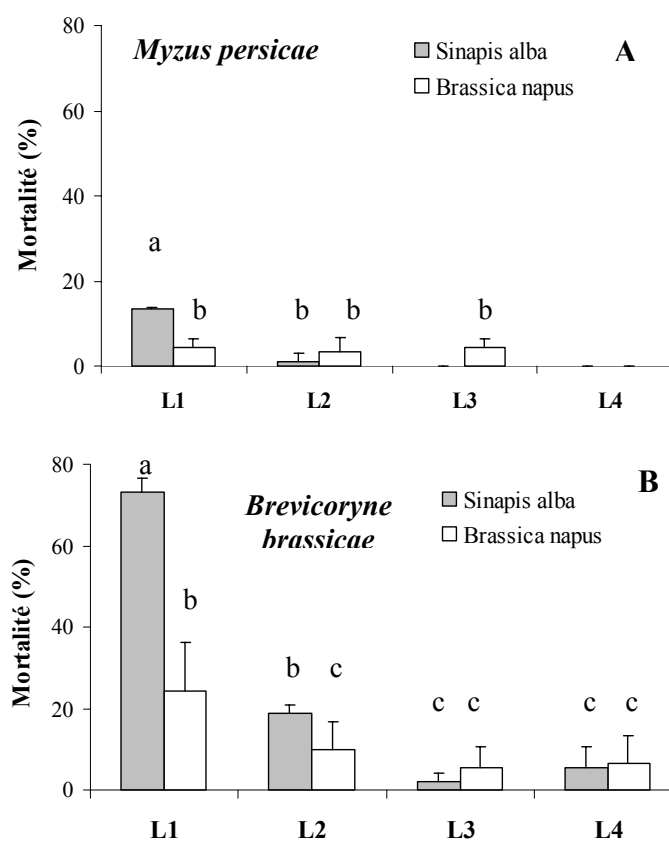 80
60
40
20
0
Mortalité (%)
Myzus persicae
Sinapis alba
Brassica napus
A
a
b
b
b
b
L1
L2
L3
L4
80
60
40
20
0
Mortalité (%)
Brevicoryne
brassicae
Sinapis alba
Brassica napus
B
a
b
b
c
c
c
c
c
L1
L2
L3
L4